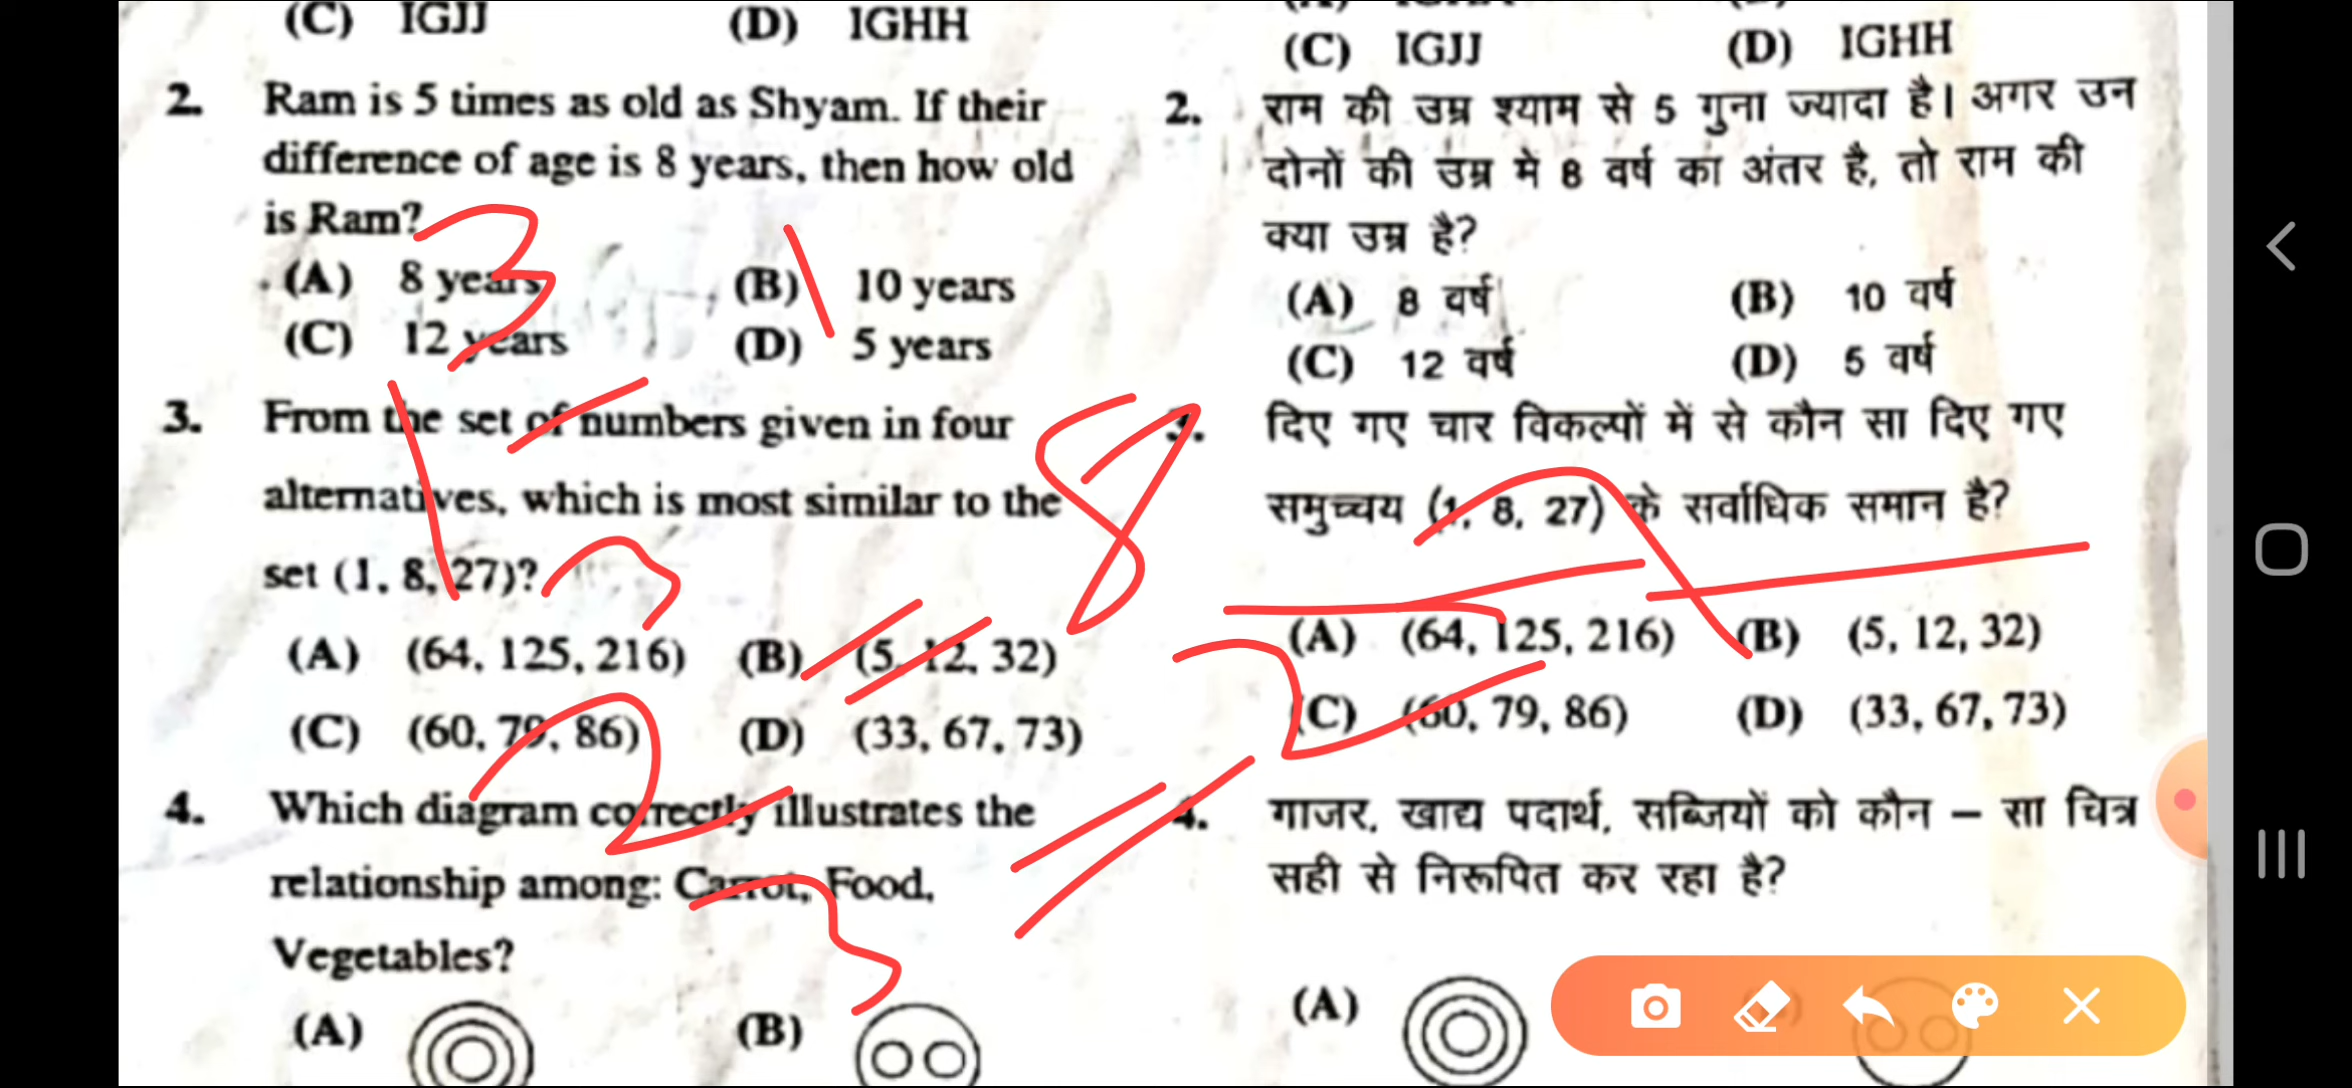 (C) IGJJ (D) IGHH
2. Ram is 5 times as old as Shyam. If their
difference of age is 8 years, then how old
is Ram?
(A) 8 years (B) 10 years
(C) 12 years (D) 5 years
3. From the set of numbers given in four
alternatives, which is most similar to the
set (1, 8, 27)?
(A) (64, 125, 216) (B) (5, 12, 32)
(C) (60, 79, 86) (D) (33, 67, 73)
4. Which diagram correctly illustrates the
relationship among: Carrot, Food,
Vegetables?
(A) (B)
(C) IGJJ (D) IGHH
2. राम की उम्र श्याम से 5 गुना ज्यादा है। अगर उन
दोनों की उम्र मे 8 वर्ष का अंतर है, तो राम की
क्या उम्र है?
(A) 8 वर्ष (B) 10 वर्ष
(C) 12 वर्ष (D) 5 वर्ष
दिए गए चार विकल्पों में से कौन सा दिए गए
समुच्चय (1, 8, 27) के सर्वाधिक समान है?
(A) (64, 125, 216) (B) (5, 12, 32)
(C) (60, 79, 86) (D) (33, 67, 73)
4. गाजर, खाद्य पदार्थ, सब्जियों को कौन – सा चित्र
सही से निरूपित कर रहा है?
(A)